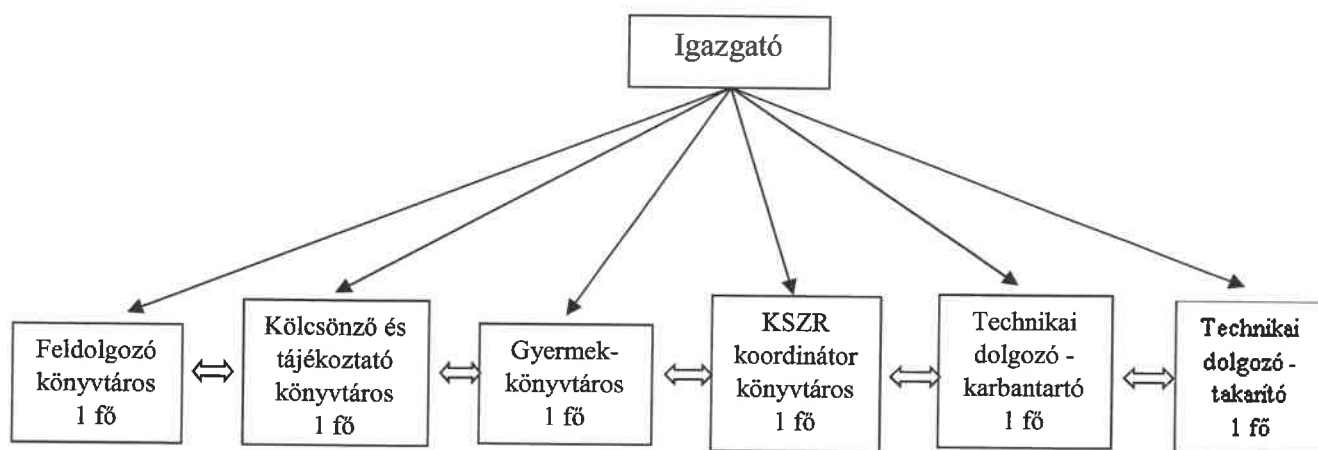 Igazgató
Feldolgozó
könyvtáros
1 fő
Kölcsönző és
tájékoztató
könyvtáros
1 fő
Gyermek-
könyvtáros
1 fő
KSZR
koordinátor
könyvtáros
1 fő
Technikai
dolgozó -
karbantartó
1 fő
Technikai
dolgozó -
takarító
1 fő